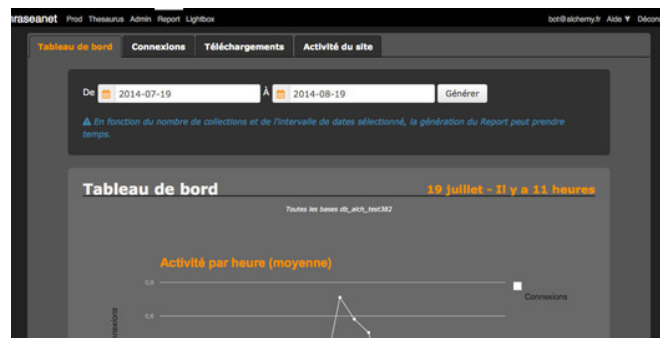 raseanet Prod Thesaurus Admin Report Lightbox bot@alchemy.fr Aide ▼ Décon
Tableau de bord Connexions Téléchargements Activité du site
De 2014-07-19 À 2014-08-19 Générer
En fonction du nombre de collections et de l'intervalle de dates sélectionné, la génération du Report peut prendre
temps.
Tableau de bord 19 juillet - Il y a 11 heures
Toutes les bases db_alch_test382
Activité par heure (moyenne)
0,8
Connexions
0,6
nnexions